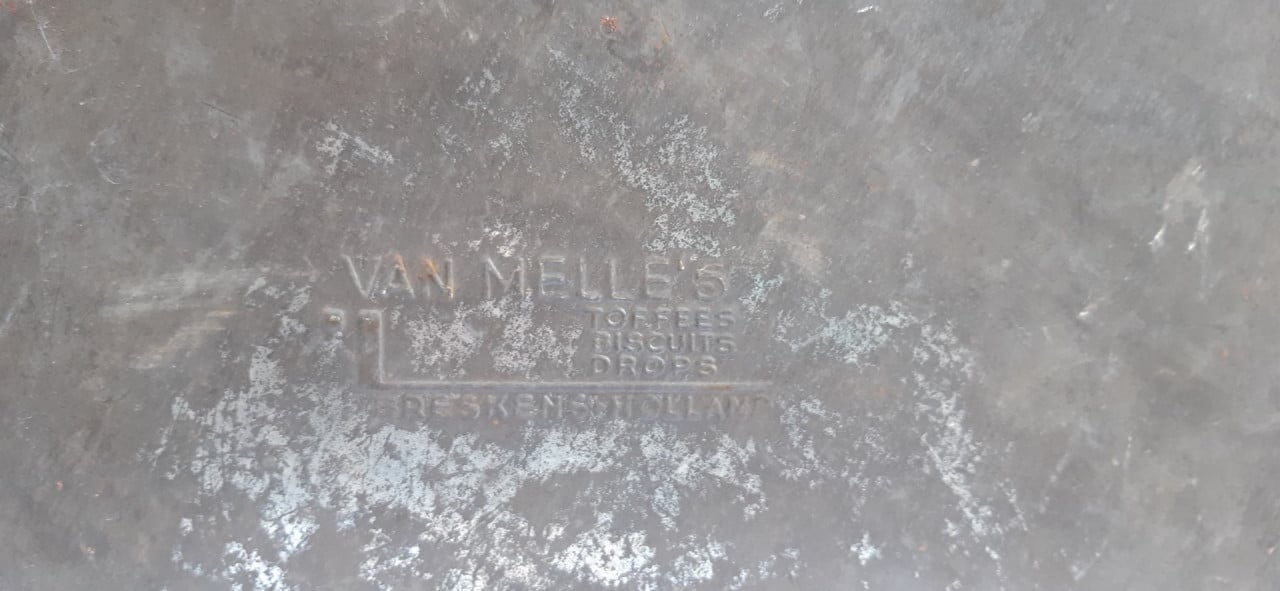 VAN MELLE'S
TOFFEES
BISCUITS
DROPS
BRESKENS HOLLAND